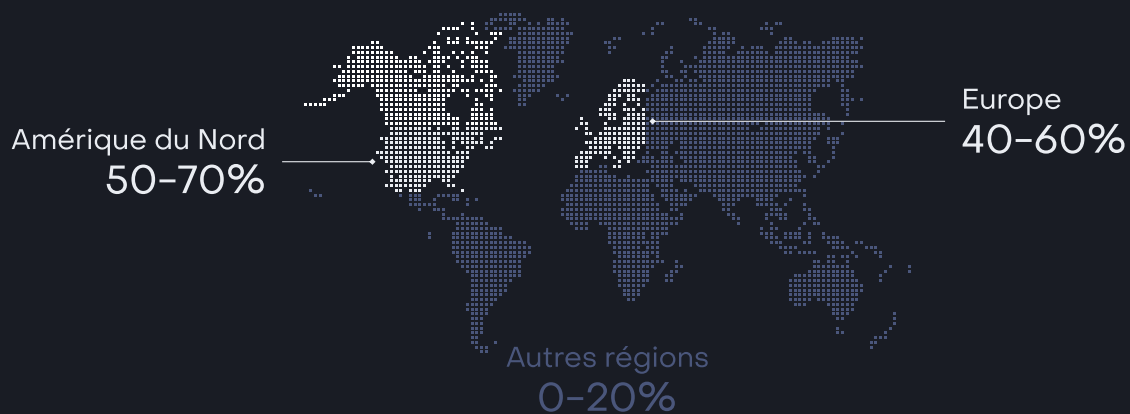 Amérique du Nord
50–70%
Europe
40–60%
Autres régions
0–20%